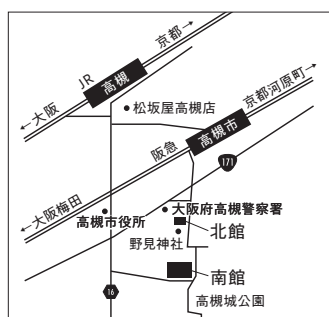 京都→
JR
高槻
←大阪
松坂屋高槻店
京都河原町→
高槻市
阪急
171
←大阪梅田
高槻市役所
大阪府高槻警察署
北館
野見神社
南館
16
高槻城公園